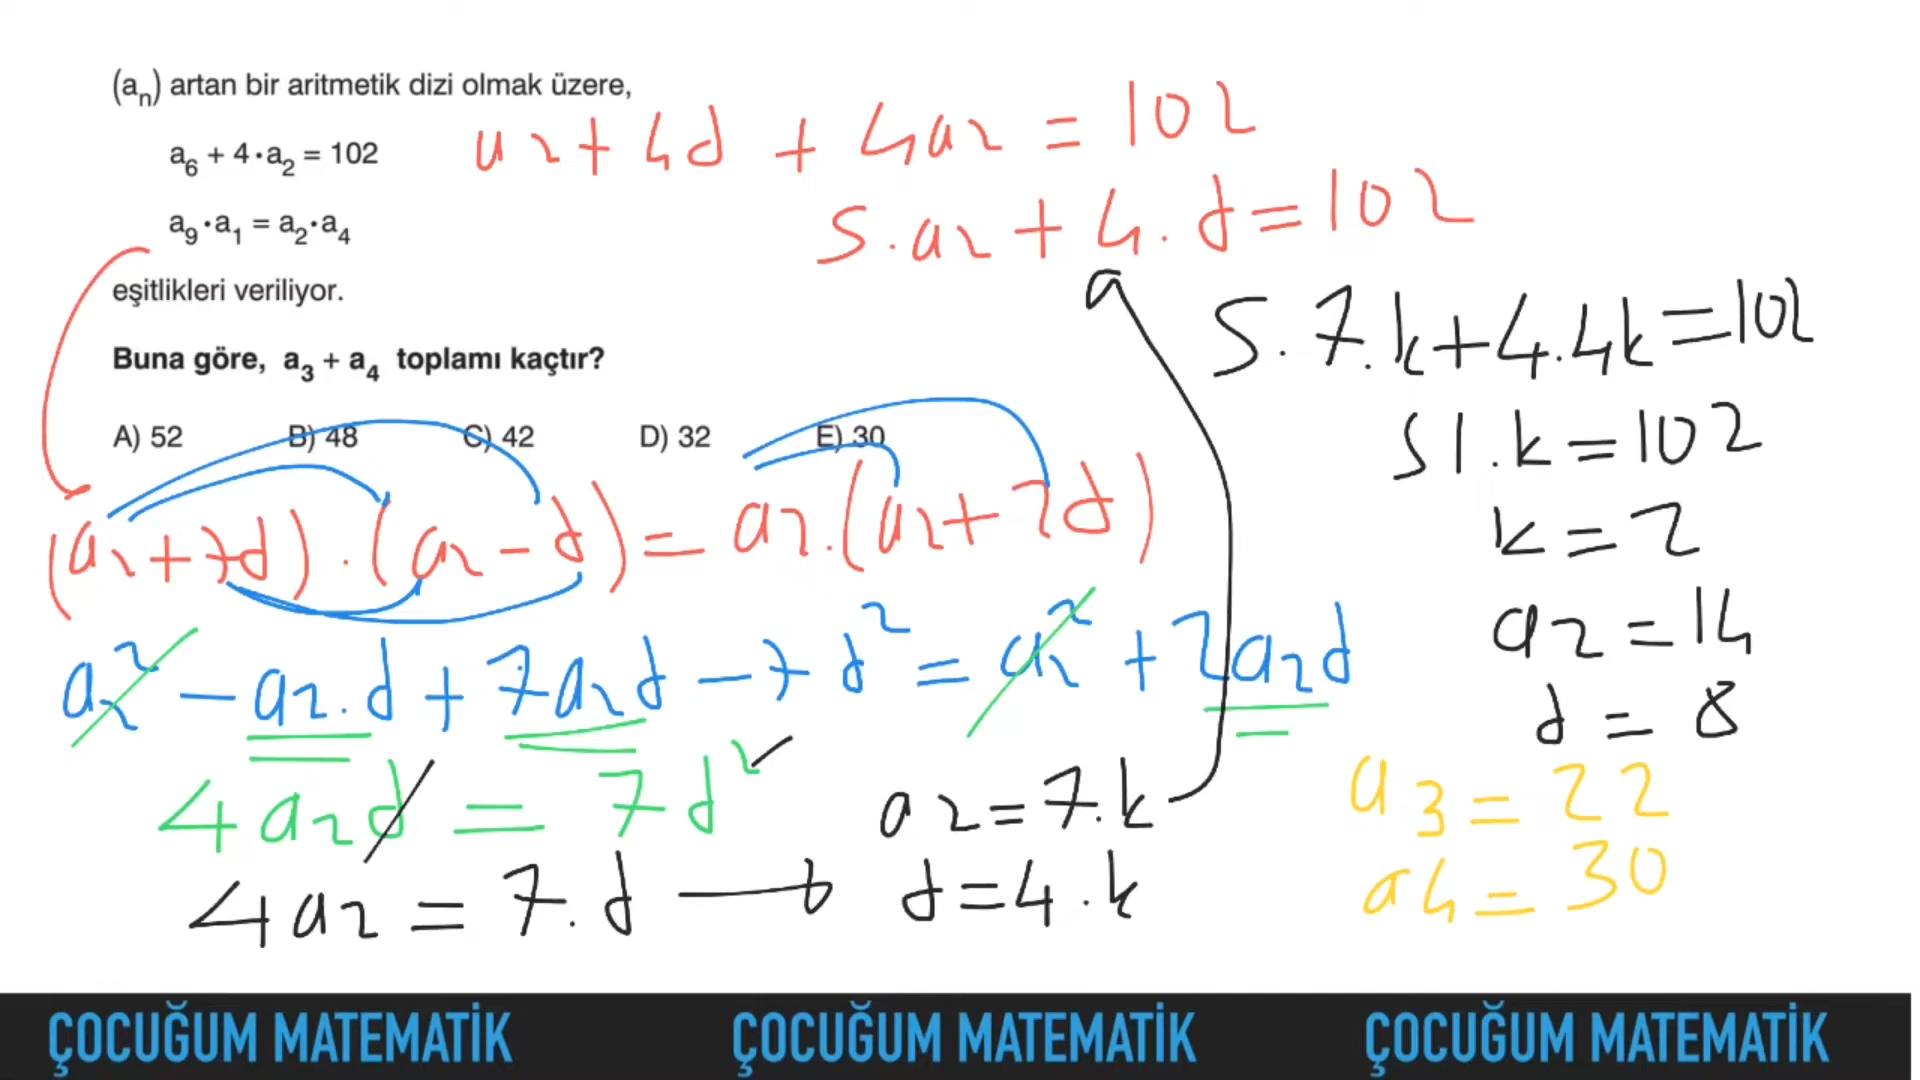 (aₙ) artan bir aritmetik dizi olmak üzere,
a₆ + 4·a₂ = 102
a₉·a₁ = a₂·a₄
eşitlikleri veriliyor.
Buna göre, a₃ + a₄ toplamı kaçtır?
A) 52 B) 48 C) 42 D) 32 E) 30
a2+4d + 4a2 = 102
5.a2 + 4.d = 102
(a2+7d).(a2-d) = a2.(a2+2d)
a2² - a2.d + 7a2d - 7d² = a2² + 2a2d
4a2d = 7d²
4a2 = 7.d
a2 = 7.k
d = 4.k
5.7.k + 4.4k = 102
51.k = 102
k = 2
a2 = 14
d = 8
a3 = 22
a4 = 30
ÇOCUĞUM MATEMATİK ÇOCUĞUM MATEMATİK ÇOCUĞUM MATEMATİK